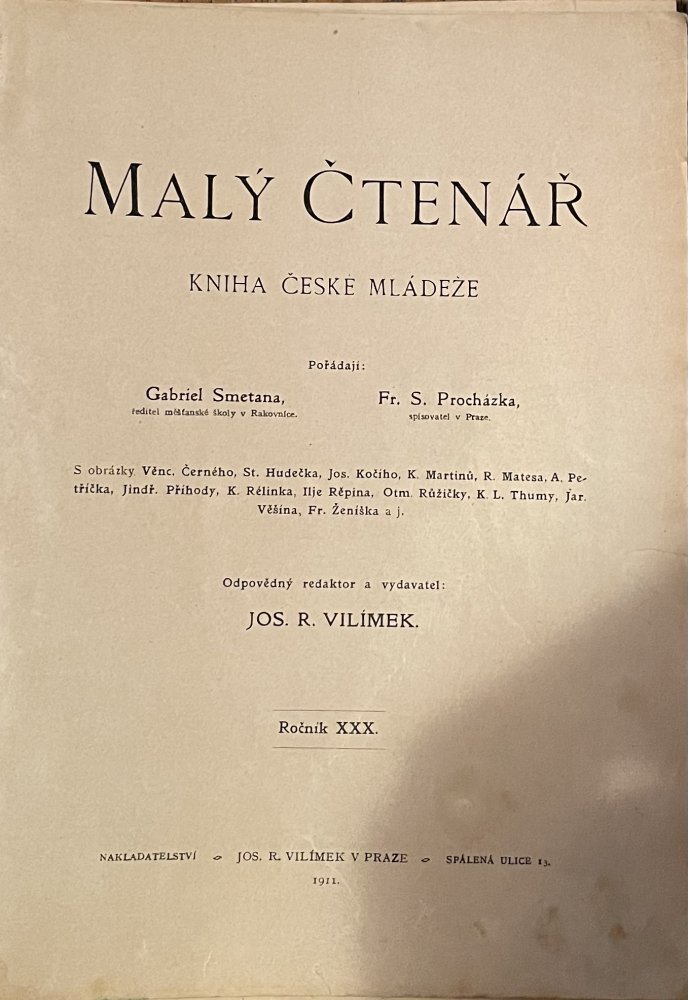 MALÝ ČTENÁŘ
KNIHA ČESKÉ MLÁDEŽE
Pořádají:
Gabriel Smetana,
ředitel měšťanské školy v Rakovníce.
Fr. S. Procházka,
spisovatel v Praze.
S obrázky Věnc. Černého, St. Hudečka, Jos. Kočího, K. Martinů, R. Matesa, A. Pe-
tříčka, Jindř. Příhody, K. Rélinka, Ilje Rěpina, Otm. Růžičky, K. L. Thumy, Jar.
Věšína, Fr. Ženíška a j.
Odpovědný redaktor a vydavatel:
JOS. R. VILÍMEK.
Ročník XXX.
NAKLADATELSTVÍ JOS. R. VILÍMEK V PRAZE SPÁLENÁ ULICE 13.
1911.